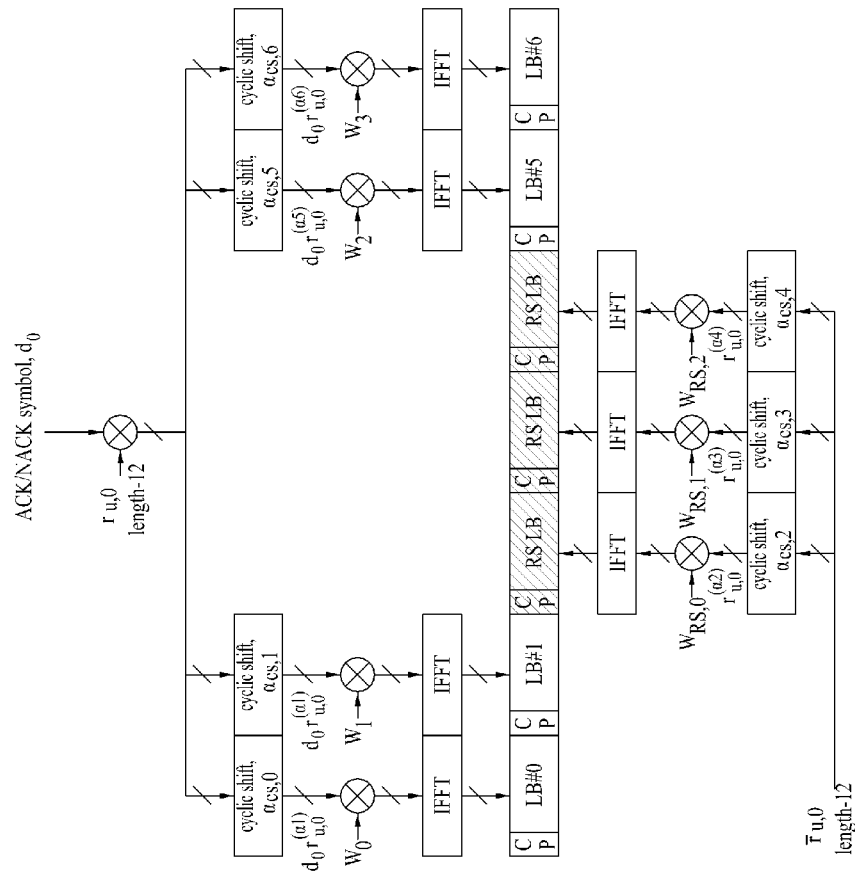 ACK/NACK symbol, d₀
r u,0
length-12
cyclic shift,
αcs,0
cyclic shift,
αcs,1
cyclic shift,
αcs,5
cyclic shift,
αcs,6
d₀ r u,0 (α1)
d₀ r u,0 (α1)
d₀ r u,0 (α5)
d₀ r u,0 (α6)
W₀
W₁
W₂
W₃
IFFT
IFFT
IFFT
IFFT
C P
LB#0
C P
LB#1
C P
RS LB
C P
RS LB
C P
RS LB
C P
LB#5
C P
LB#6
IFFT
IFFT
IFFT
W RS,0
W RS,1
W RS,2
r u,0 (α2)
r u,0 (α3)
r u,0 (α4)
cyclic shift,
αcs,2
cyclic shift,
αcs,3
cyclic shift,
αcs,4
r̄ u,0
length-12